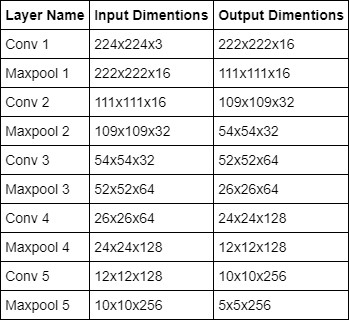 Layer Name Input Dimentions Output Dimentions
Conv 1 224x224x3 222x222x16
Maxpool 1 222x222x16 111x111x16
Conv 2 111x111x16 109x109x32
Maxpool 2 109x109x32 54x54x32
Conv 3 54x54x32 52x52x64
Maxpool 3 52x52x64 26x26x64
Conv 4 26x26x64 24x24x128
Maxpool 4 24x24x128 12x12x128
Conv 5 12x12x128 10x10x256
Maxpool 5 10x10x256 5x5x256